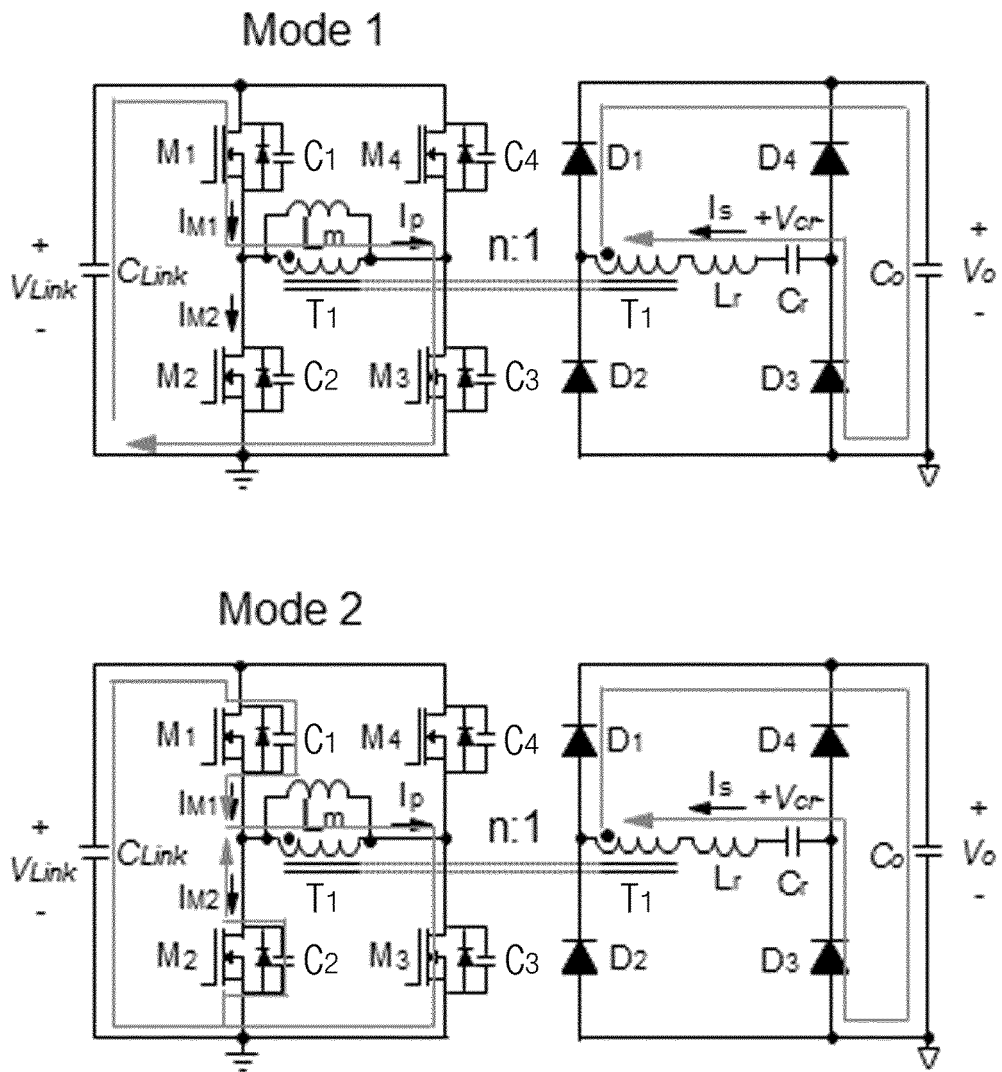 Mode 1
M1 C1 M4 C4 D1 D4
IM1 Lm Ip n:1 Is +Vcr-
+ VLink - CLink T1 T1 Lr Cr Co + Vo -
IM2
M2 C2 M3 C3 D2 D3
Mode 2
M1 C1 M4 C4 D1 D4
IM1 Lm Ip n:1 Is +Vcr-
+ VLink - CLink T1 T1 Lr Cr Co + Vo -
IM2
M2 C2 M3 C3 D2 D3